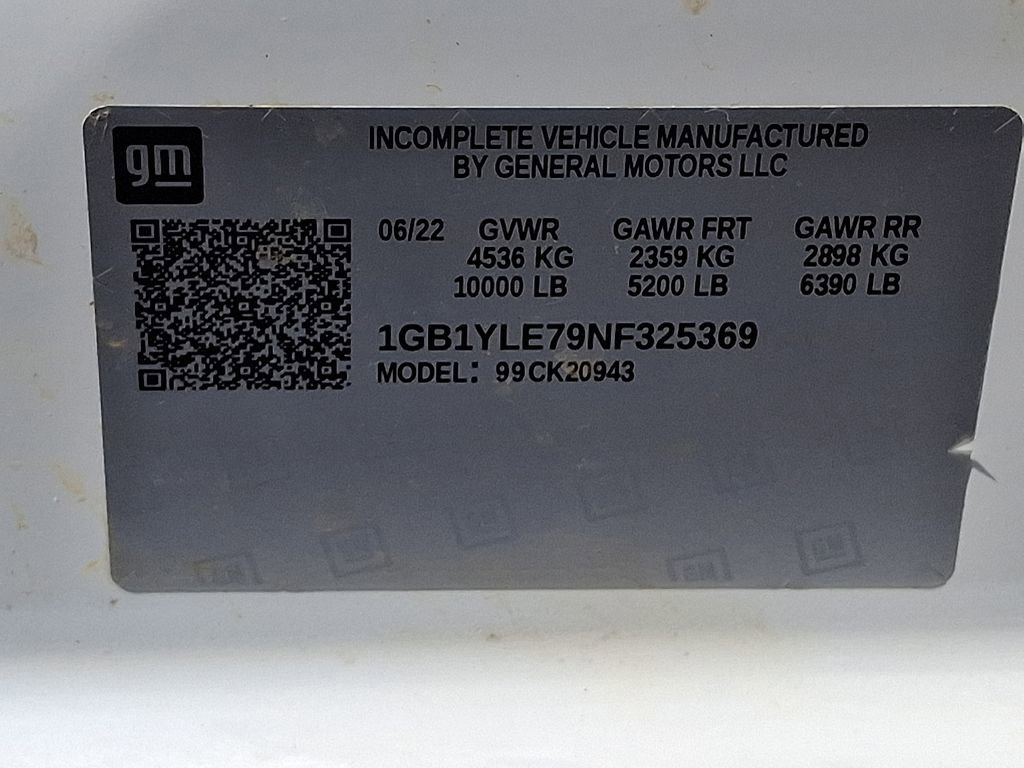 gm
INCOMPLETE VEHICLE MANUFACTURED
BY GENERAL MOTORS LLC
06/22 GVWR GAWR FRT GAWR RR
4536 KG 2359 KG 2898 KG
10000 LB 5200 LB 6390 LB
1GB1YLE79NF325369
MODEL: 99CK20943